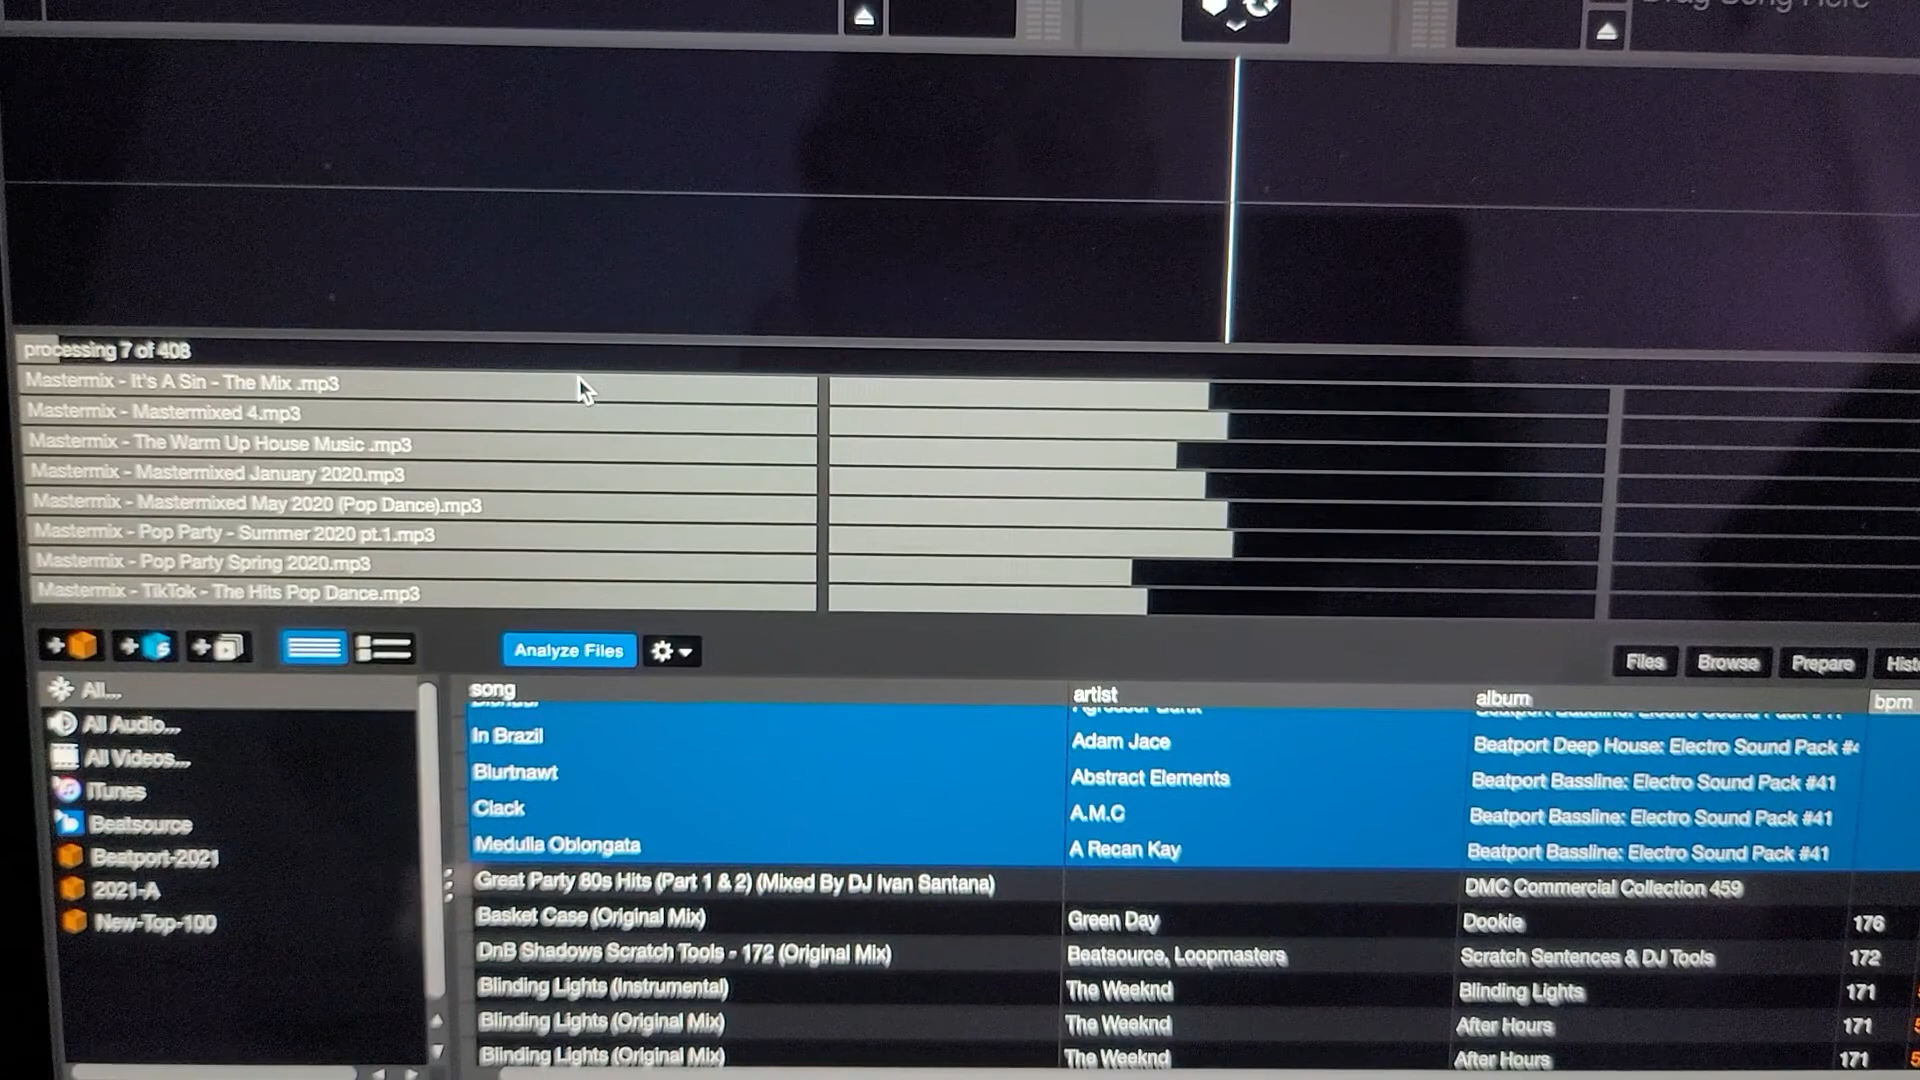 Drag Song Here
processing 7 of 408
Mastermix - It's A Sin - The Mix .mp3
Mastermix - Mastermixed 4.mp3
Mastermix - The Warm Up House Music .mp3
Mastermix - Mastermixed January 2020.mp3
Mastermix - Mastermixed May 2020 (Pop Dance).mp3
Mastermix - Pop Party - Summer 2020 pt.1.mp3
Mastermix - Pop Party Spring 2020.mp3
Mastermix - TikTok - The Hits Pop Dance.mp3
Analyze Files
Files Browse Prepare
All...
All Audio...
All Videos...
iTunes
Beatsource
Beatport-2021
2021-A
New-Top-100
song artist album bpm
In Brazil Adam Jace Beatport Deep House: Electro Sound Pack
Blurtnawt Abstract Elements Beatport Bassline: Electro Sound Pack #41
Clack A.M.C Beatport Bassline: Electro Sound Pack #41
Medulla Oblongata A Recan Kay Beatport Bassline: Electro Sound Pack #41
Great Party 80s Hits (Part 1 & 2) (Mixed By DJ Ivan Santana) DMC Commercial Collection 459
Basket Case (Original Mix) Green Day Dookie 176
DnB Shadows Scratch Tools - 172 (Original Mix) Beatsource, Loopmasters Scratch Sentences & DJ Tools 172
Blinding Lights (Instrumental) The Weeknd Blinding Lights 171
Blinding Lights (Original Mix) The Weeknd After Hours 171
Blinding Lights (Original Mix) The Weeknd After Hours 171